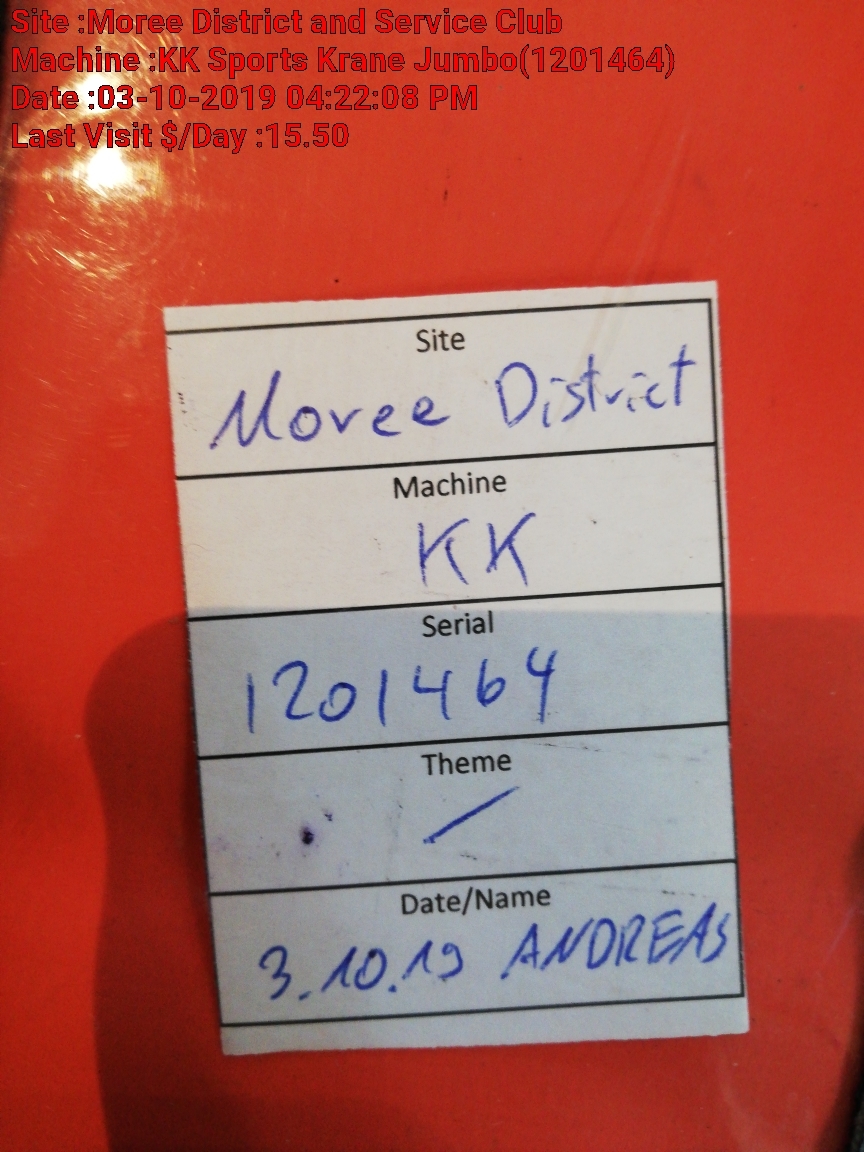 Site :Moree District and Service Club
Machine :KK Sports Krane Jumbo(1201464)
Date :03-10-2019 04:22:08 PM
Last Visit $/Day :15.50
Site
Moree District
Machine
KK
Serial
1201464
Theme
/
Date/Name
3.10.19 ANDREAS